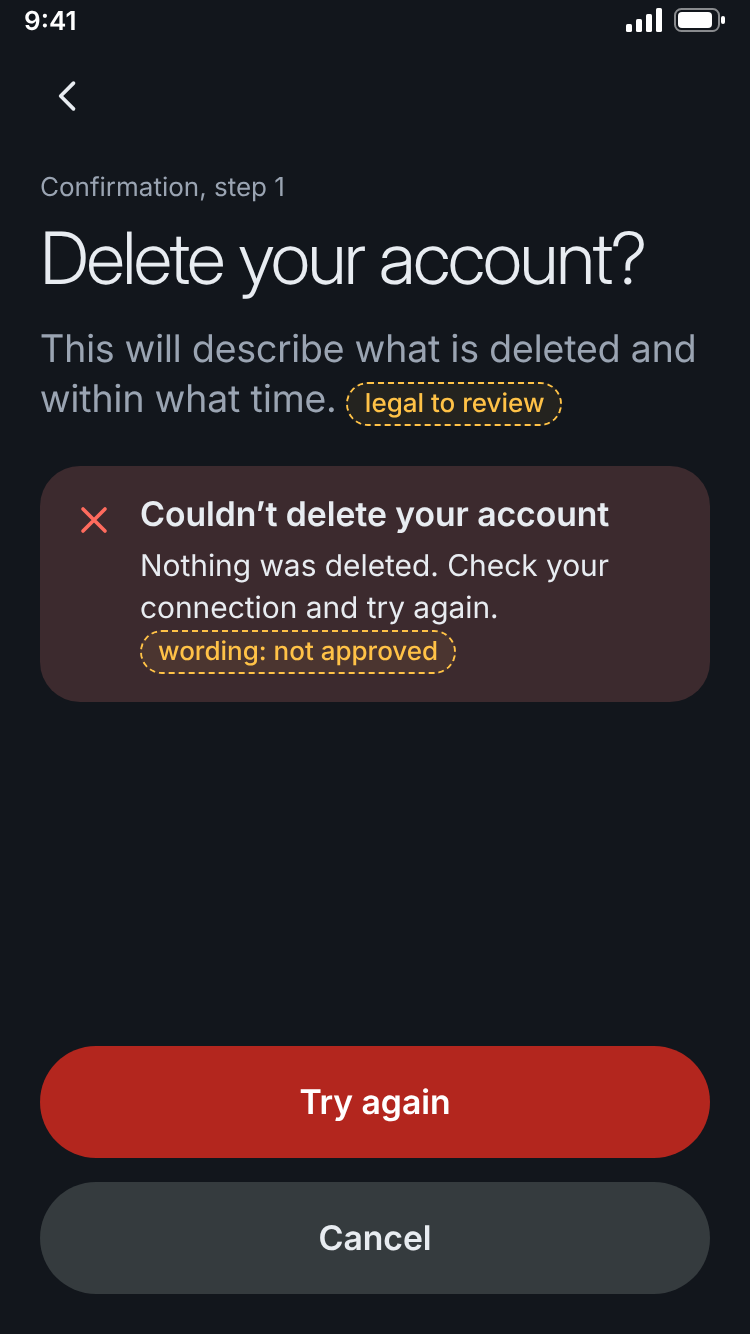 9:41
Confirmation, step 1
Delete your account?
This will describe what is deleted and
within what time. legal to review
Couldn’t delete your account
Nothing was deleted. Check your
connection and try again.
wording: not approved
Try again
Cancel